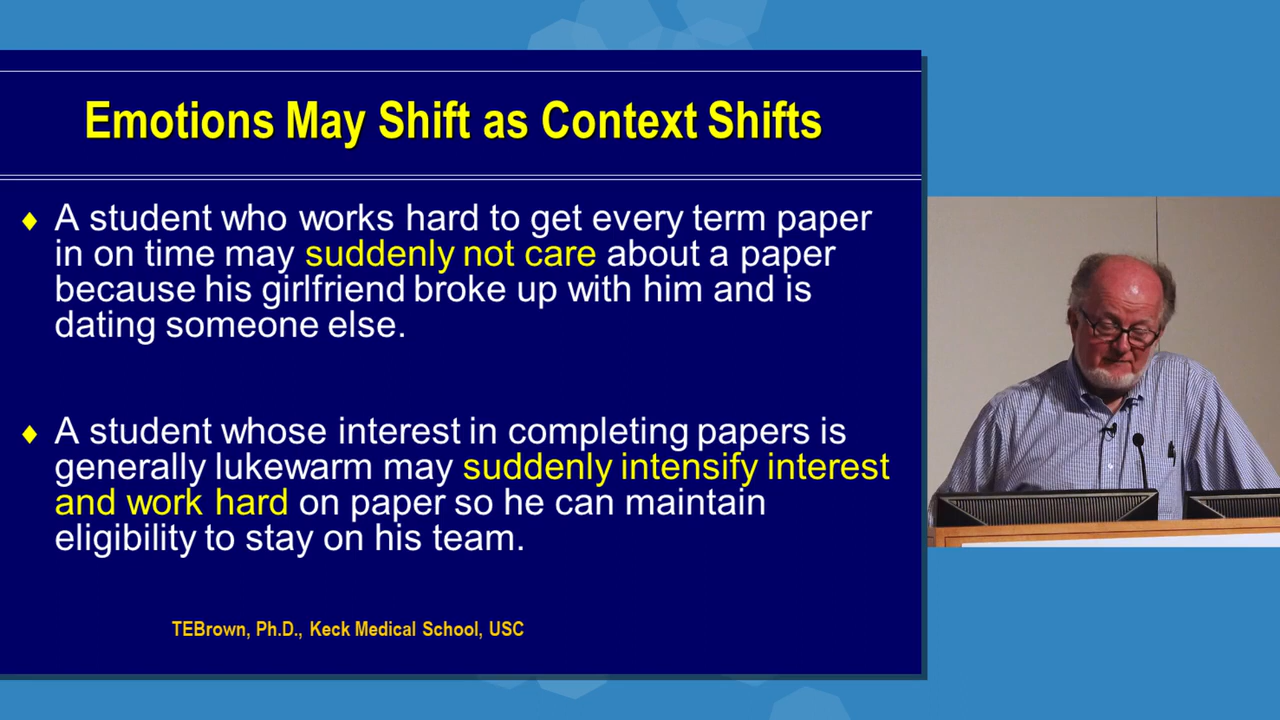 Emotions May Shift as Context Shifts
A student who works hard to get every term paper
in on time may suddenly not care about a paper
because his girlfriend broke up with him and is
dating someone else.
A student whose interest in completing papers is
generally lukewarm may suddenly intensify interest
and work hard on paper so he can maintain
eligibility to stay on his team.
TEBrown, Ph.D., Keck Medical School, USC